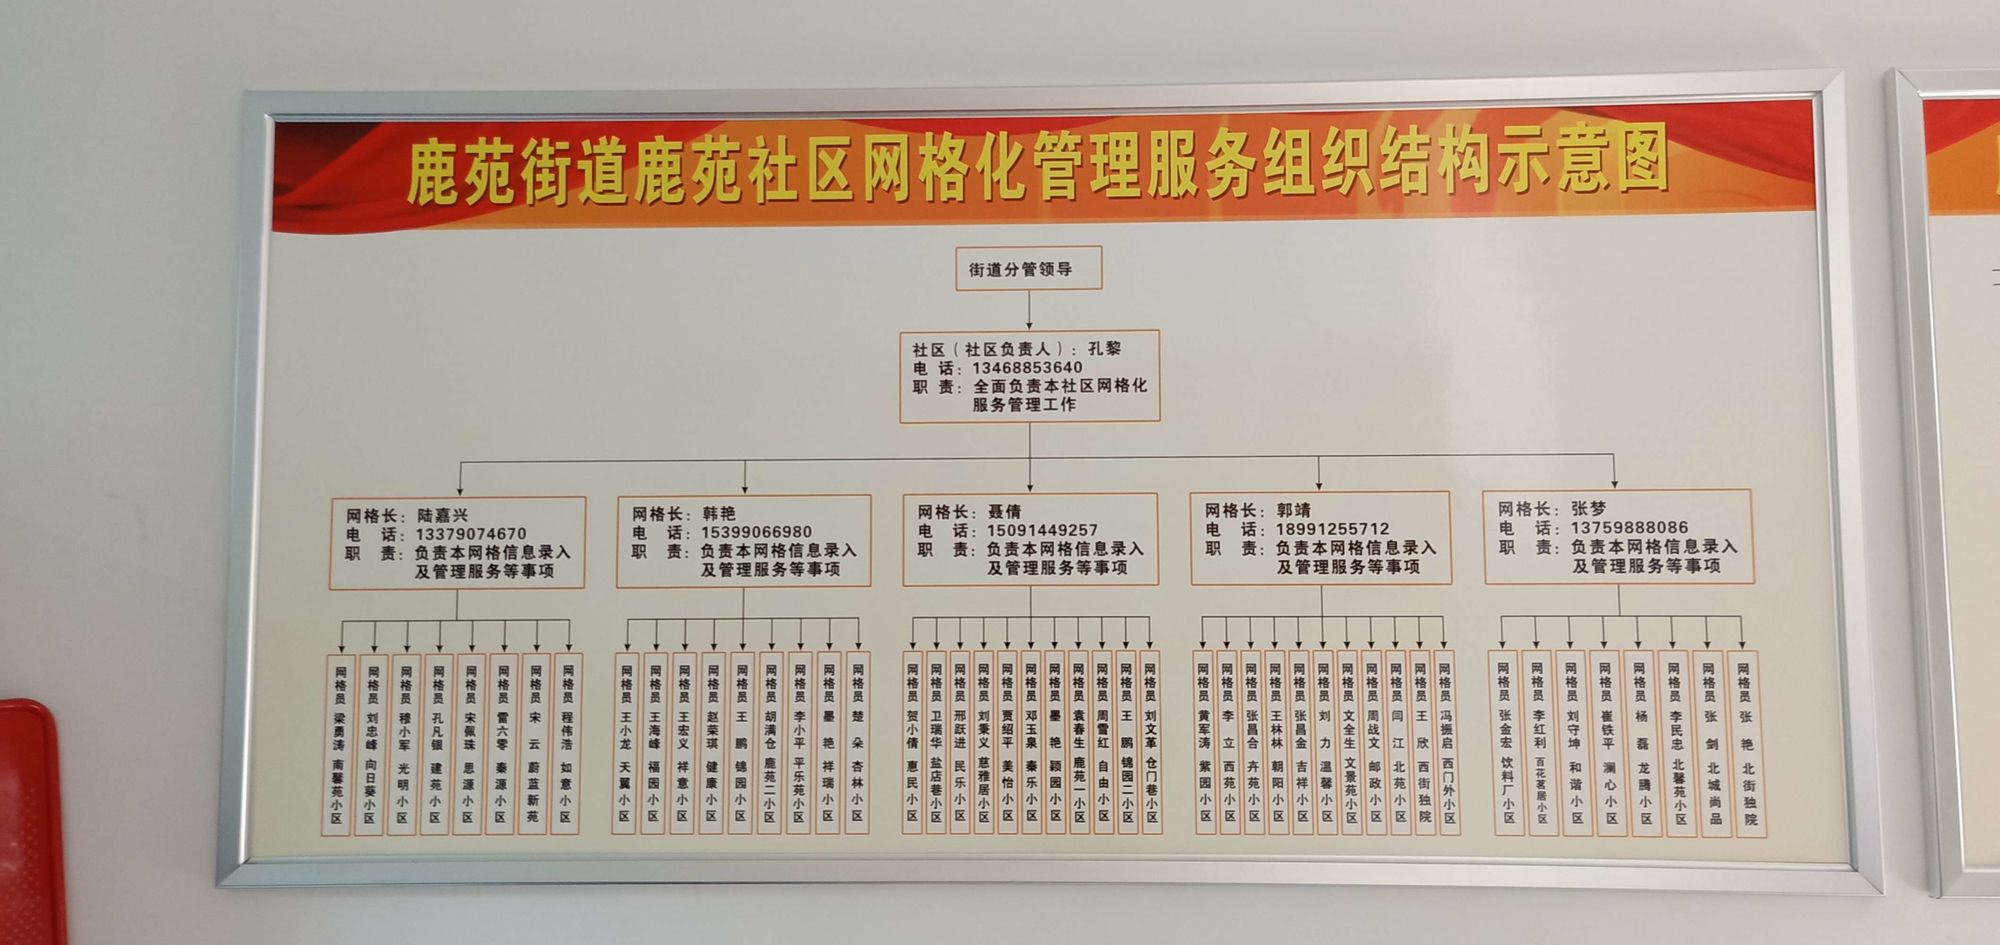 鹿苑街道鹿苑社区网格化管理服务组织结构示意图
街道分管领导
社区（社区负责人）：孔黎
电 话：13468853640
职 责：全面负责本社区网格化
服务管理工作
网格长：陆嘉兴
电 话：13379074670
职 责：负责本网格信息录入
及管理服务等事项
网格长：韩艳
电 话：15399066980
职 责：负责本网格信息录入
及管理服务等事项
网格长：聂倩
电 话：15091449257
职 责：负责本网格信息录入
及管理服务等事项
网格长：郭靖
电 话：18991255712
职 责：负责本网格信息录入
及管理服务等事项
网格长：张梦
电 话：13759888086
职 责：负责本网格信息录入
及管理服务等事项
网格员 梁勇涛 南馨苑小区
网格员 刘忠峰 向日葵小区
网格员 穆小军 光明小区
网格员 孔凡银 建苑小区
网格员 宋佩珠 思源小区
网格员 雷六零 秦源小区
网格员 宋云 蔚蓝新苑
网格员 程伟浩 如意小区
网格员 王小龙 天翼小区
网格员 王海峰 福园小区
网格员 王宏义 祥意小区
网格员 赵荣琪 健康小区
网格员 王鹏 锦园小区
网格员 胡满仓 鹿苑二小区
网格员 李小平 平乐苑小区
网格员 墨艳 祥瑞小区
网格员 楚朵 杏林小区
网格员 贺小倩 惠民小区
网格员 卫瑞华 盐店巷小区
网格员 邢跃进 民乐小区
网格员 刘秉义 慈雅居小区
网格员 贾绍平 美怡小区
网格员 邓玉泉 秦乐小区
网格员 墨艳 颖园小区
网格员 袁春生 鹿苑一小区
网格员 周雪红 自由小区
网格员 王鹏 锦园二小区
网格员 刘文革 仓门巷小区
网格员 黄军涛 紫园小区
网格员 李立 西苑小区
网格员 张昌合 卉苑小区
网格员 王林林 朝阳小区
网格员 张昌金 吉祥小区
网格员 刘力 温馨小区
网格员 文全生 文景苑小区
网格员 周战文 邮政小区
网格员 闫江 北苑小区
网格员 王欣 西街独院
网格员 冯振启 西门外小区
网格员 张金宏 饮料厂小区
网格员 李红利 百花茗居小区
网格员 刘守坤 和谐小区
网格员 崔铁平 澜心小区
网格员 杨磊 龙腾小区
网格员 李民忠 北馨苑小区
网格员 张剑 北城尚品
网格员 张艳 北街独院